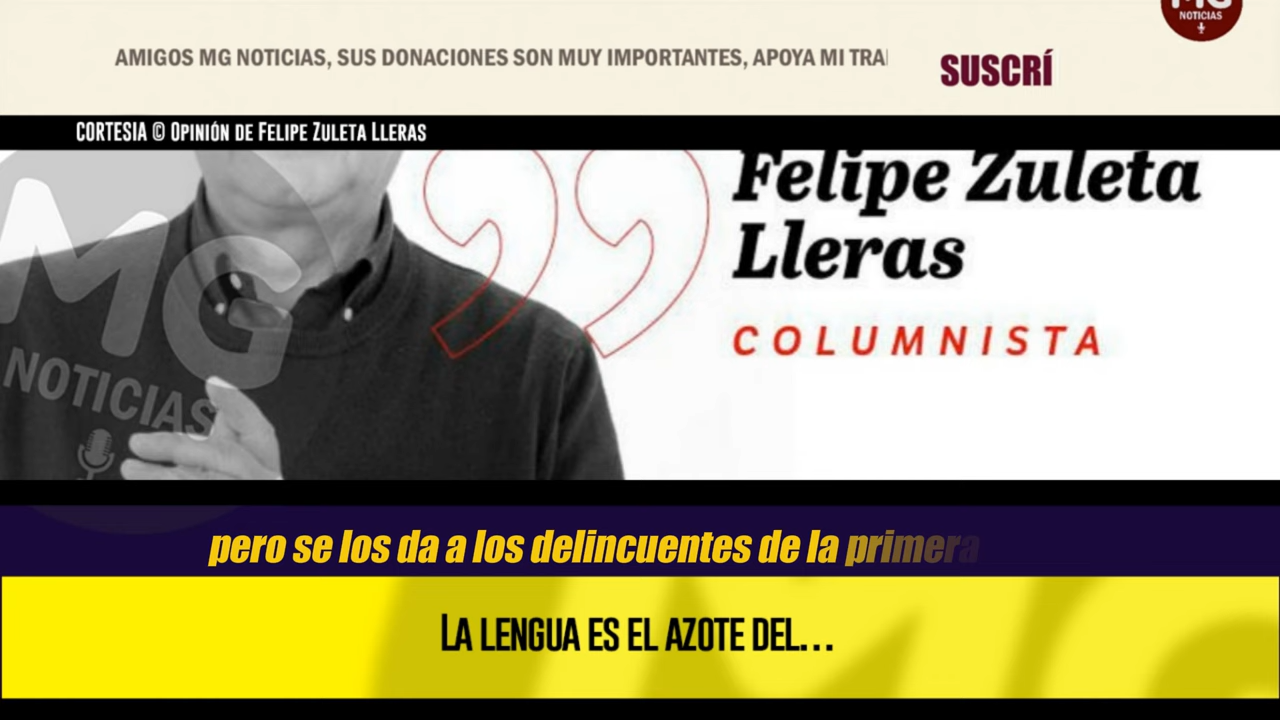 MG
NOTICIAS
AMIGOS MG NOTICIAS, SUS DONACIONES SON MUY IMPORTANTES, APOYA MI TRA
SUSCRÍ
CORTESIA © OPINIÓN DE FELIPE ZULETA LLERAS
Felipe Zuleta
Lleras
COLUMNISTA
MG
NOTICIAS
pero se los da a los delincuentes de la primera
LA LENGUA ES EL AZOTE DEL...